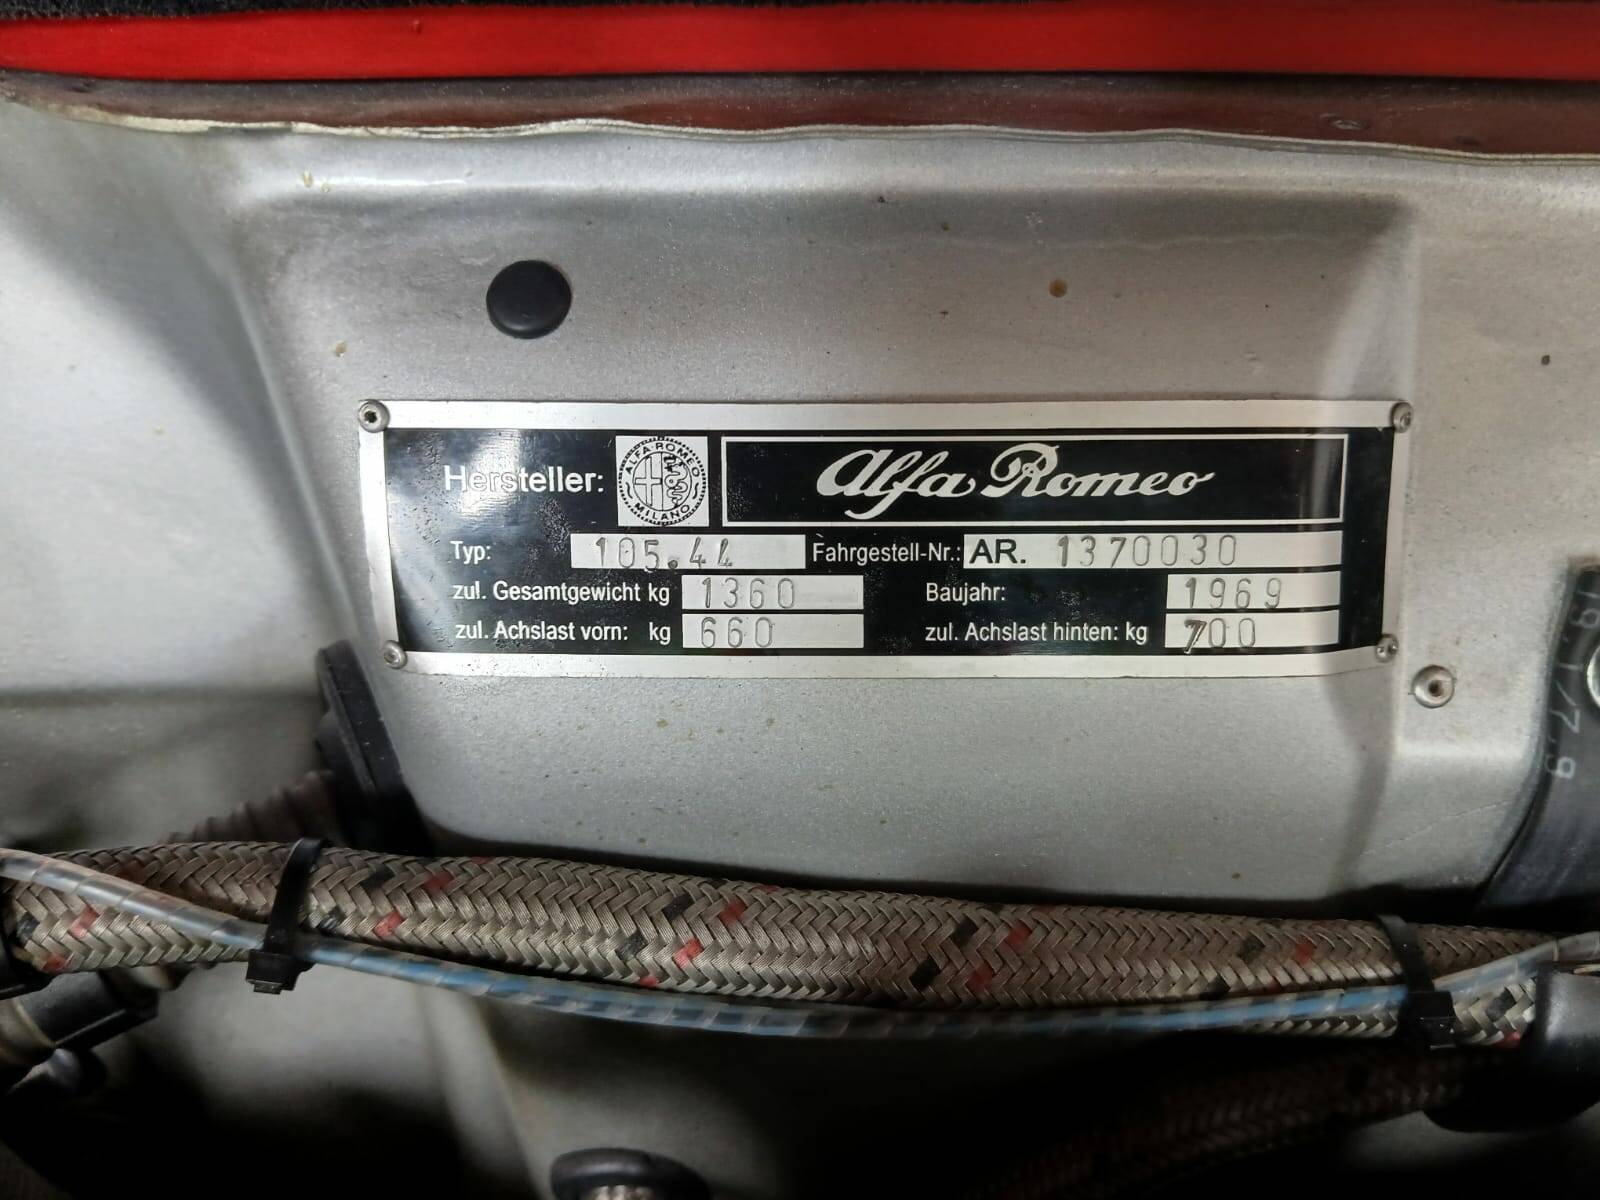 Hersteller: ALFA-ROMEO MILANO Alfa Romeo
Typ: 105.44 Fahrgestell-Nr.: AR. 1370030
zul. Gesamtgewicht kg 1360 Baujahr: 1969
zul. Achslast vorn: kg 660 zul. Achslast hinten: kg 700